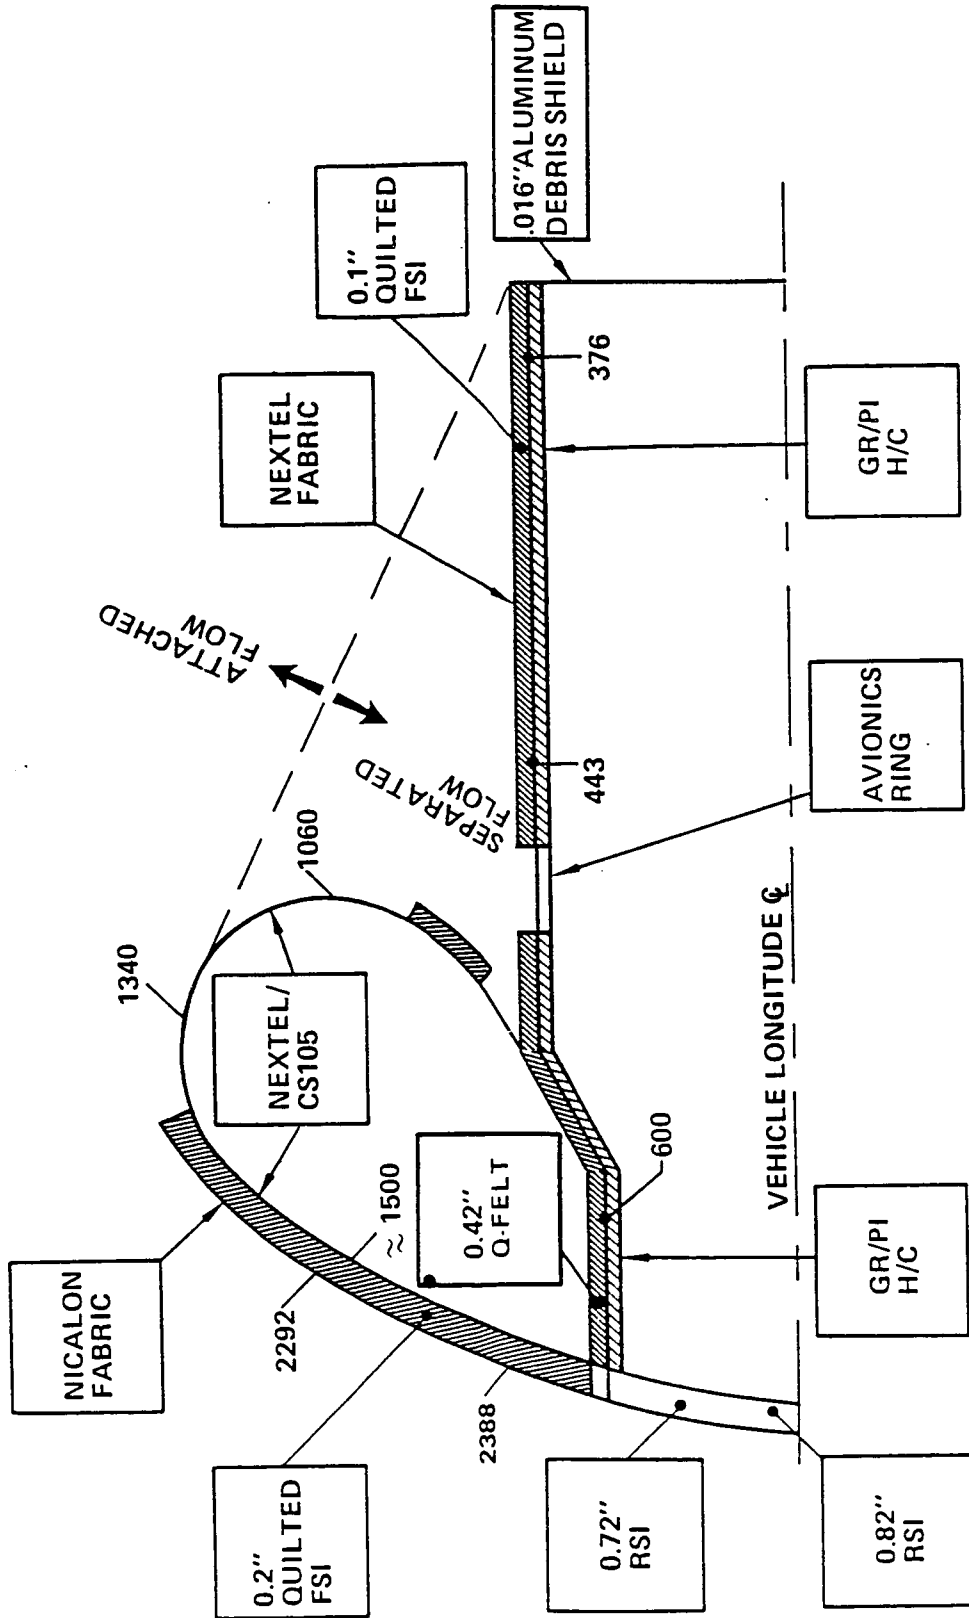 NICALON
FABRIC
0.2″
QUILTED
FSI
2292
≈ 1500
2388
0.72″
RSI
0.82″
RSI
1340
NEXTEL/
CS105
1060
0.42″
Q-FELT
600
GR/PI
H/C
VEHICLE LONGITUDE ℄
ATTACHED
FLOW
SEPARATED
FLOW
NEXTEL
FABRIC
0.1″
QUILTED
FSI
.016″ALUMINUM
DEBRIS SHIELD
443
376
AVIONICS
RING
GR/PI
H/C